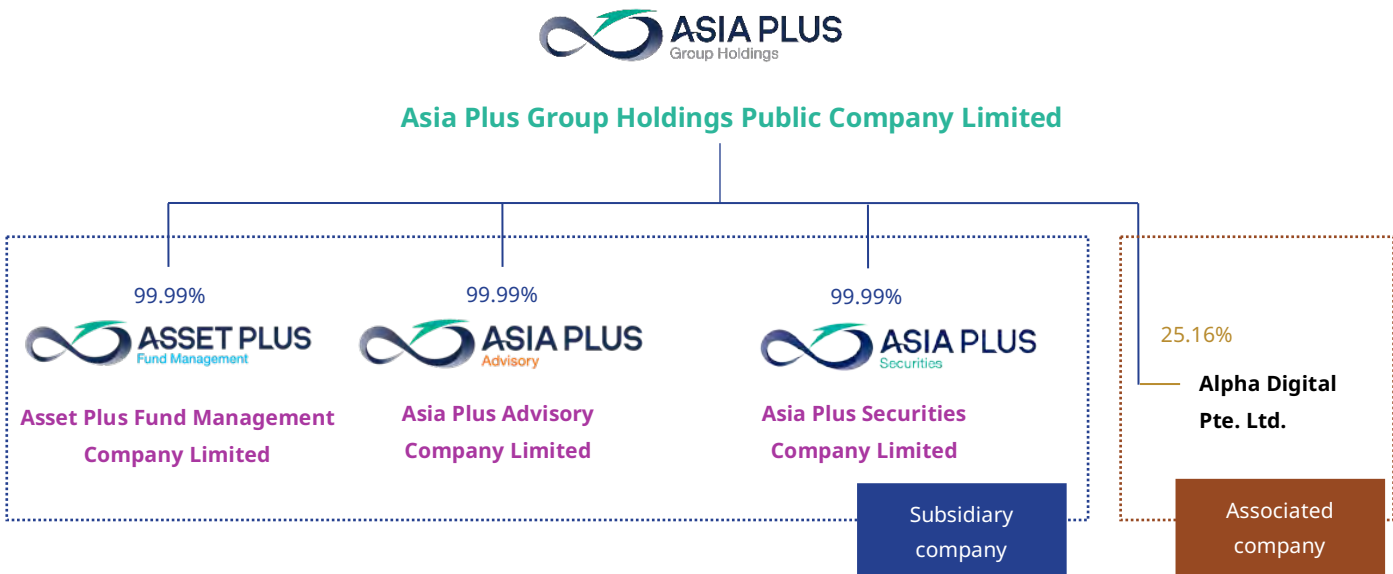 ASIA PLUS
Group Holdings
Asia Plus Group Holdings Public Company Limited
99.99%
ASSET PLUS
Fund Management
Asset Plus Fund Management
Company Limited
99.99%
ASIA PLUS
Advisory
Asia Plus Advisory
Company Limited
99.99%
ASIA PLUS
Securities
Asia Plus Securities
Company Limited
Subsidiary
company
25.16%
Alpha Digital
Pte. Ltd.
Associated
company